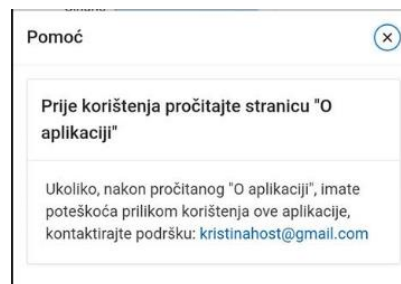 Pomoć
Prije korištenja pročitajte stranicu "O
aplikaciji"
Ukoliko, nakon pročitanog "O aplikaciji", imate
poteškoća prilikom korištenja ove aplikacije,
kontaktirajte podršku: kristinahost@gmail.com